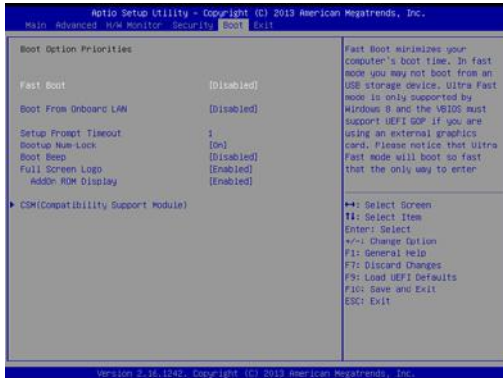 Aptio Setup Utility - Copyright (C) 2013 American Megatrends, Inc.
Main Advanced H/W Monitor Security Boot Exit
Boot Option Priorities
Fast Boot [Disabled]
Boot From Onboard LAN [Disabled]
Setup Prompt Timeout 1
Bootup Num-Lock [On]
Boot Beep [Disabled]
Full Screen Logo [Enabled]
AddOn ROM Display [Enabled]
CSM(Compatibility Support Module)
Fast Boot minimizes your
computer's boot time. In fast
mode you may not boot from an
USB storage device. Ultra Fast
mode is only supported by
Windows 8 and the VBIOS must
support UEFI GOP if you are
using an external graphics
card. Please notice that Ultra
Fast mode will boot so fast
that the only way to enter
↔: Select Screen
↑↓: Select Item
Enter: Select
+/-: Change Option
F1: General Help
F7: Discard Changes
F9: Load UEFI Defaults
F10: Save and Exit
ESC: Exit
Version 2.16.1242. Copyright (C) 2013 American Megatrends, Inc.